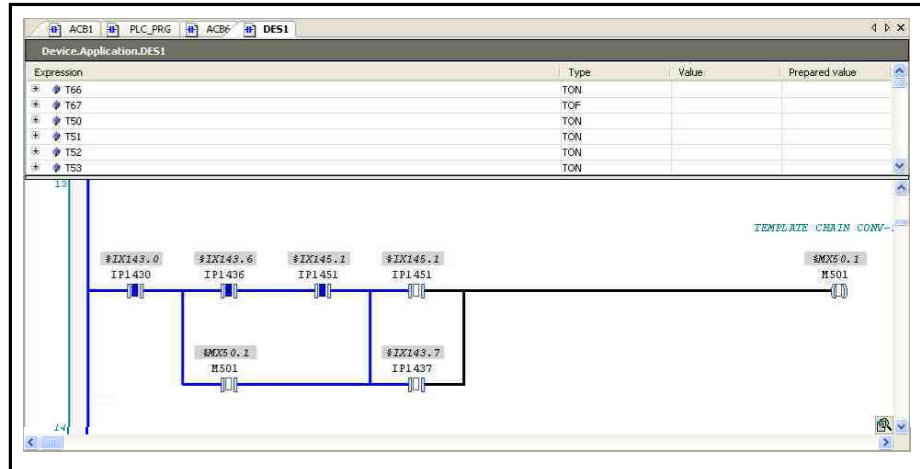 ACB1 PLC_PRG ACB6 DES1
Device.Application.DES1
Expression Type Value Prepared value
T66 TON
T67 TOF
T50 TON
T51 TON
T52 TON
T53 TON
13
TEMPLATE CHAIN CONV-
%IX143.0 %IX143.6 %IX145.1 %IX145.1 %MX50.1
IP1430 IP1436 IP1451 IP1451 M501
%MX50.1 %IX143.7
M501 IP1437
14